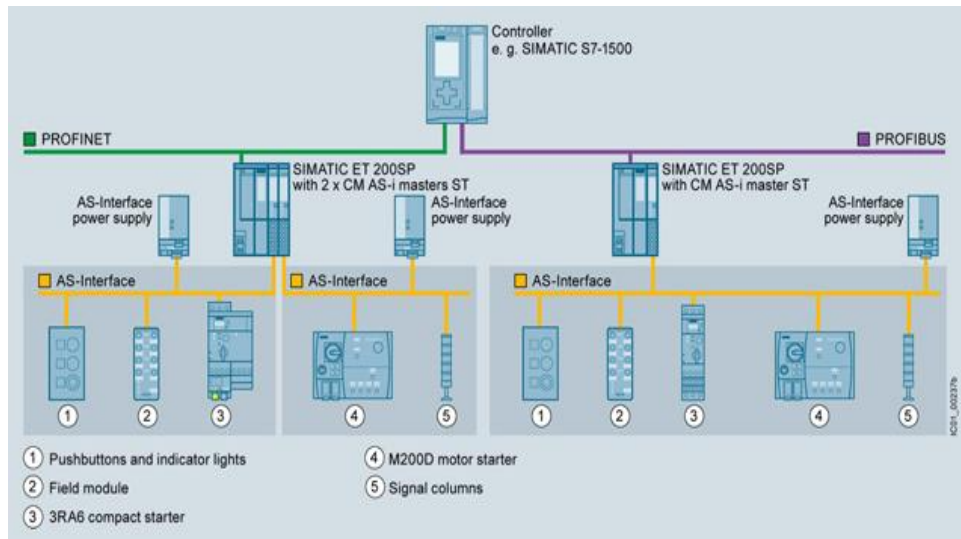 Controller
e. g. SIMATIC S7-1500
PROFINET
PROFIBUS
SIMATIC ET 200SP
with 2 x CM AS-i masters ST
SIMATIC ET 200SP
with CM AS-i master ST
AS-Interface
power supply
AS-Interface
power supply
AS-Interface
power supply
AS-Interface
AS-Interface
AS-Interface
1
2
3
4
5
1
2
3
4
5
IC01_00237b
1 Pushbuttons and indicator lights
2 Field module
3 3RA6 compact starter
4 M200D motor starter
5 Signal columns